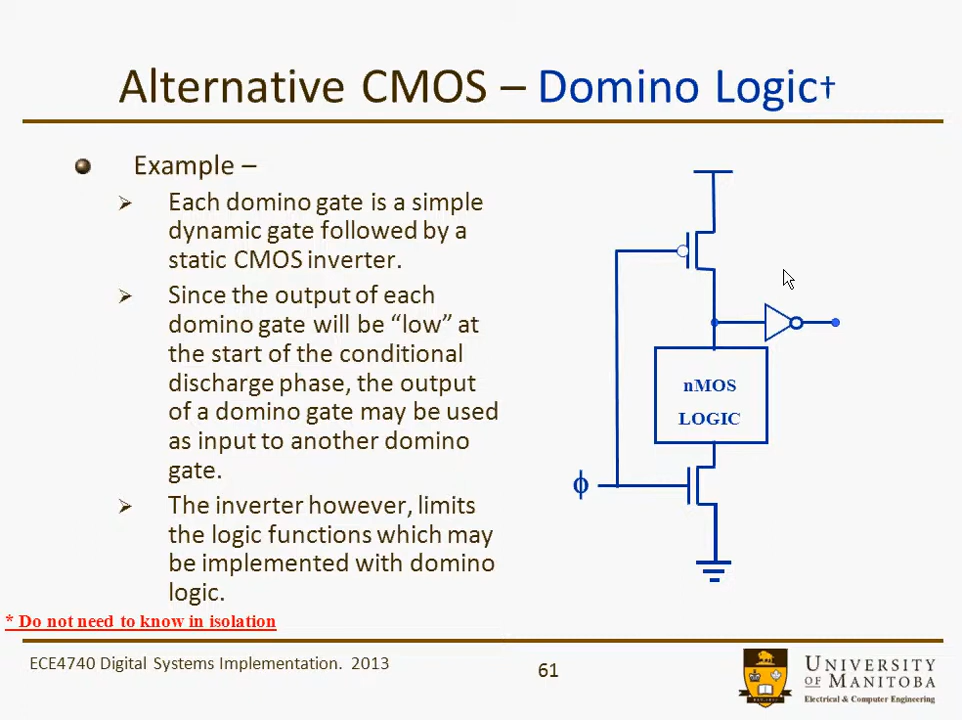 Alternative CMOS – Domino Logic†
Example –
Each domino gate is a simple
dynamic gate followed by a
static CMOS inverter.
Since the output of each
domino gate will be “low” at
the start of the conditional
discharge phase, the output
of a domino gate may be used
as input to another domino
gate.
The inverter however, limits
the logic functions which may
be implemented with domino
logic.
nMOS
LOGIC
ϕ
* Do not need to know in isolation
ECE4740 Digital Systems Implementation. 2013
61
UNIVERSITY
OF MANITOBA
Electrical & Computer Engineering